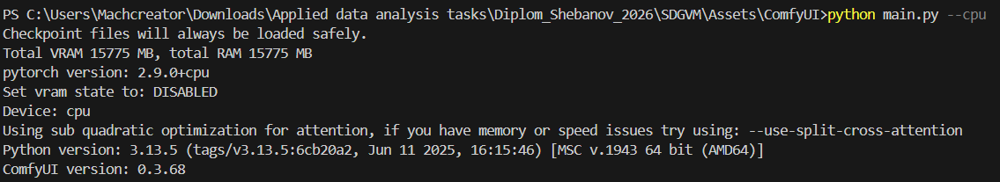 PS C:\Users\Machcreator\Downloads\Applied data analysis tasks\Diplom_Shebanov_2026\SDGVM\Assets\ComfyUI>python main.py --cpu
Checkpoint files will always be loaded safely.
Total VRAM 15775 MB, total RAM 15775 MB
pytorch version: 2.9.0+cpu
Set vram state to: DISABLED
Device: cpu
Using sub quadratic optimization for attention, if you have memory or speed issues try using: --use-split-cross-attention
Python version: 3.13.5 (tags/v3.13.5:6cb20a2, Jun 11 2025, 16:15:46) [MSC v.1943 64 bit (AMD64)]
ComfyUI version: 0.3.68